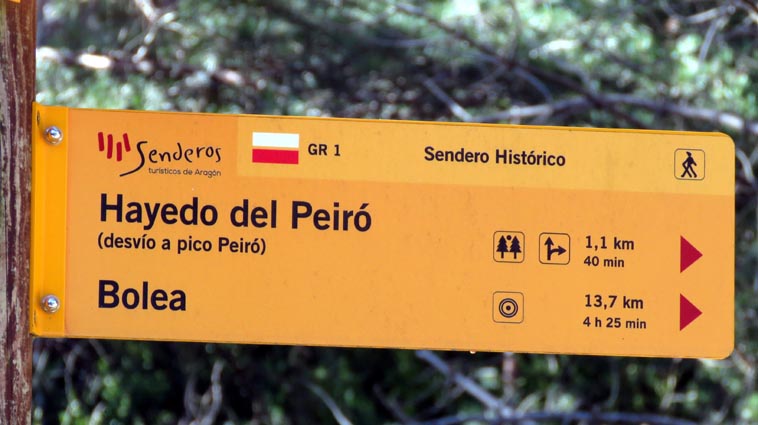 Senderos
turísticos de Aragón
GR 1
Sendero Histórico
Hayedo del Peiró
(desvío a pico Peiró)
1,1 km
40 min
Bolea
13,7 km
4 h 25 min